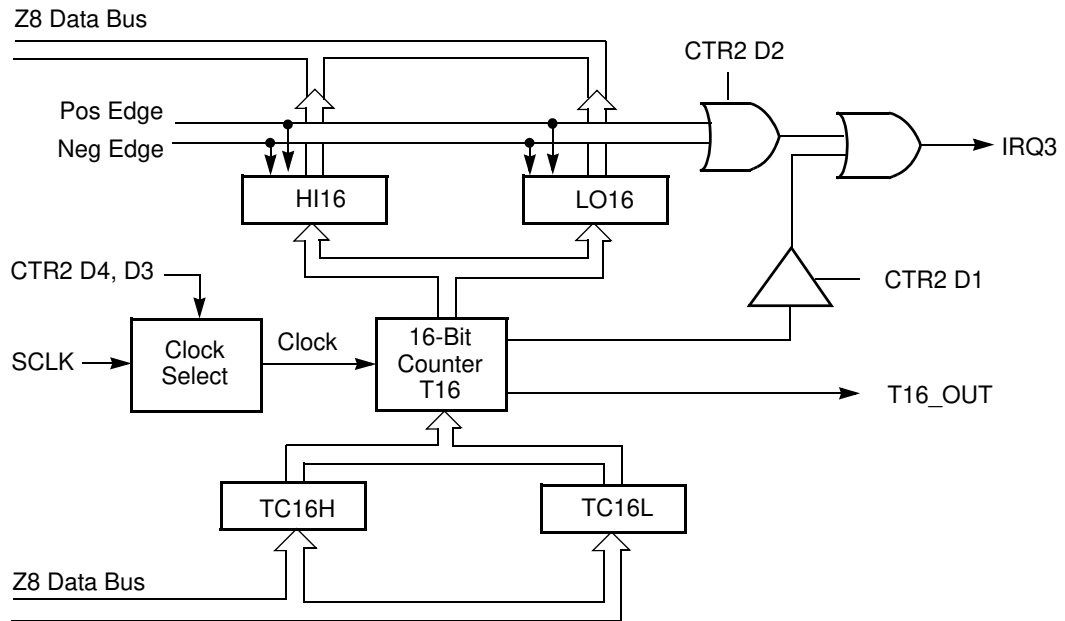 Z8 Data Bus
CTR2 D2
Pos Edge
Neg Edge
IRQ3
HI16
LO16
CTR2 D4, D3
CTR2 D1
SCLK
Clock
Select
Clock
16-Bit
Counter
T16
T16_OUT
TC16H
TC16L
Z8 Data Bus